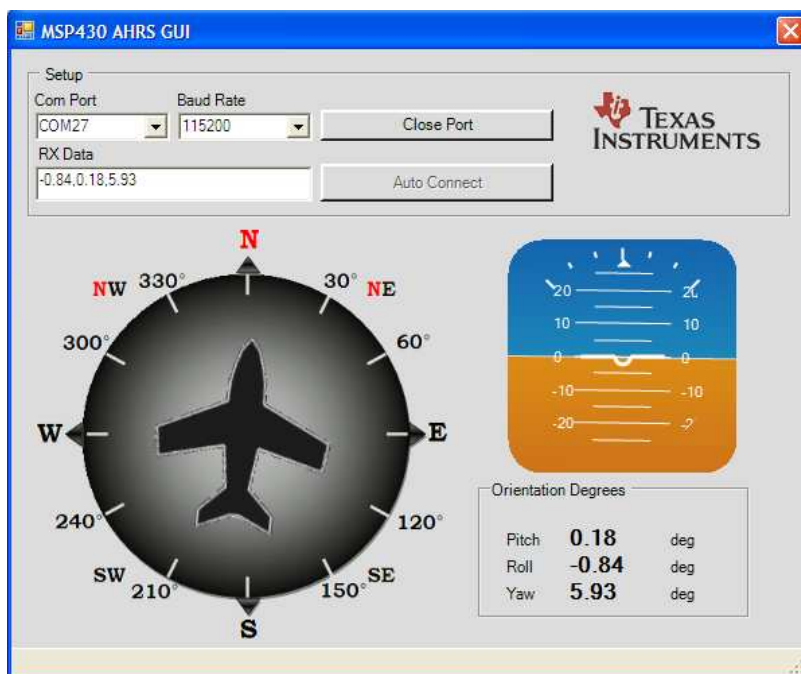 MSP430 AHRS GUI
Setup
Com Port
Baud Rate
COM27
115200
Close Port
TEXAS INSTRUMENTS
RX Data
-0.84,0.18,5.93
Auto Connect
N
NW
330°
30°
NE
300°
60°
W
E
240°
120°
SW
210°
150°
SE
S
20
20
10
10
0
0
-10
-10
-20
-2
Orientation Degrees
Pitch 0.18 deg
Roll -0.84 deg
Yaw 5.93 deg